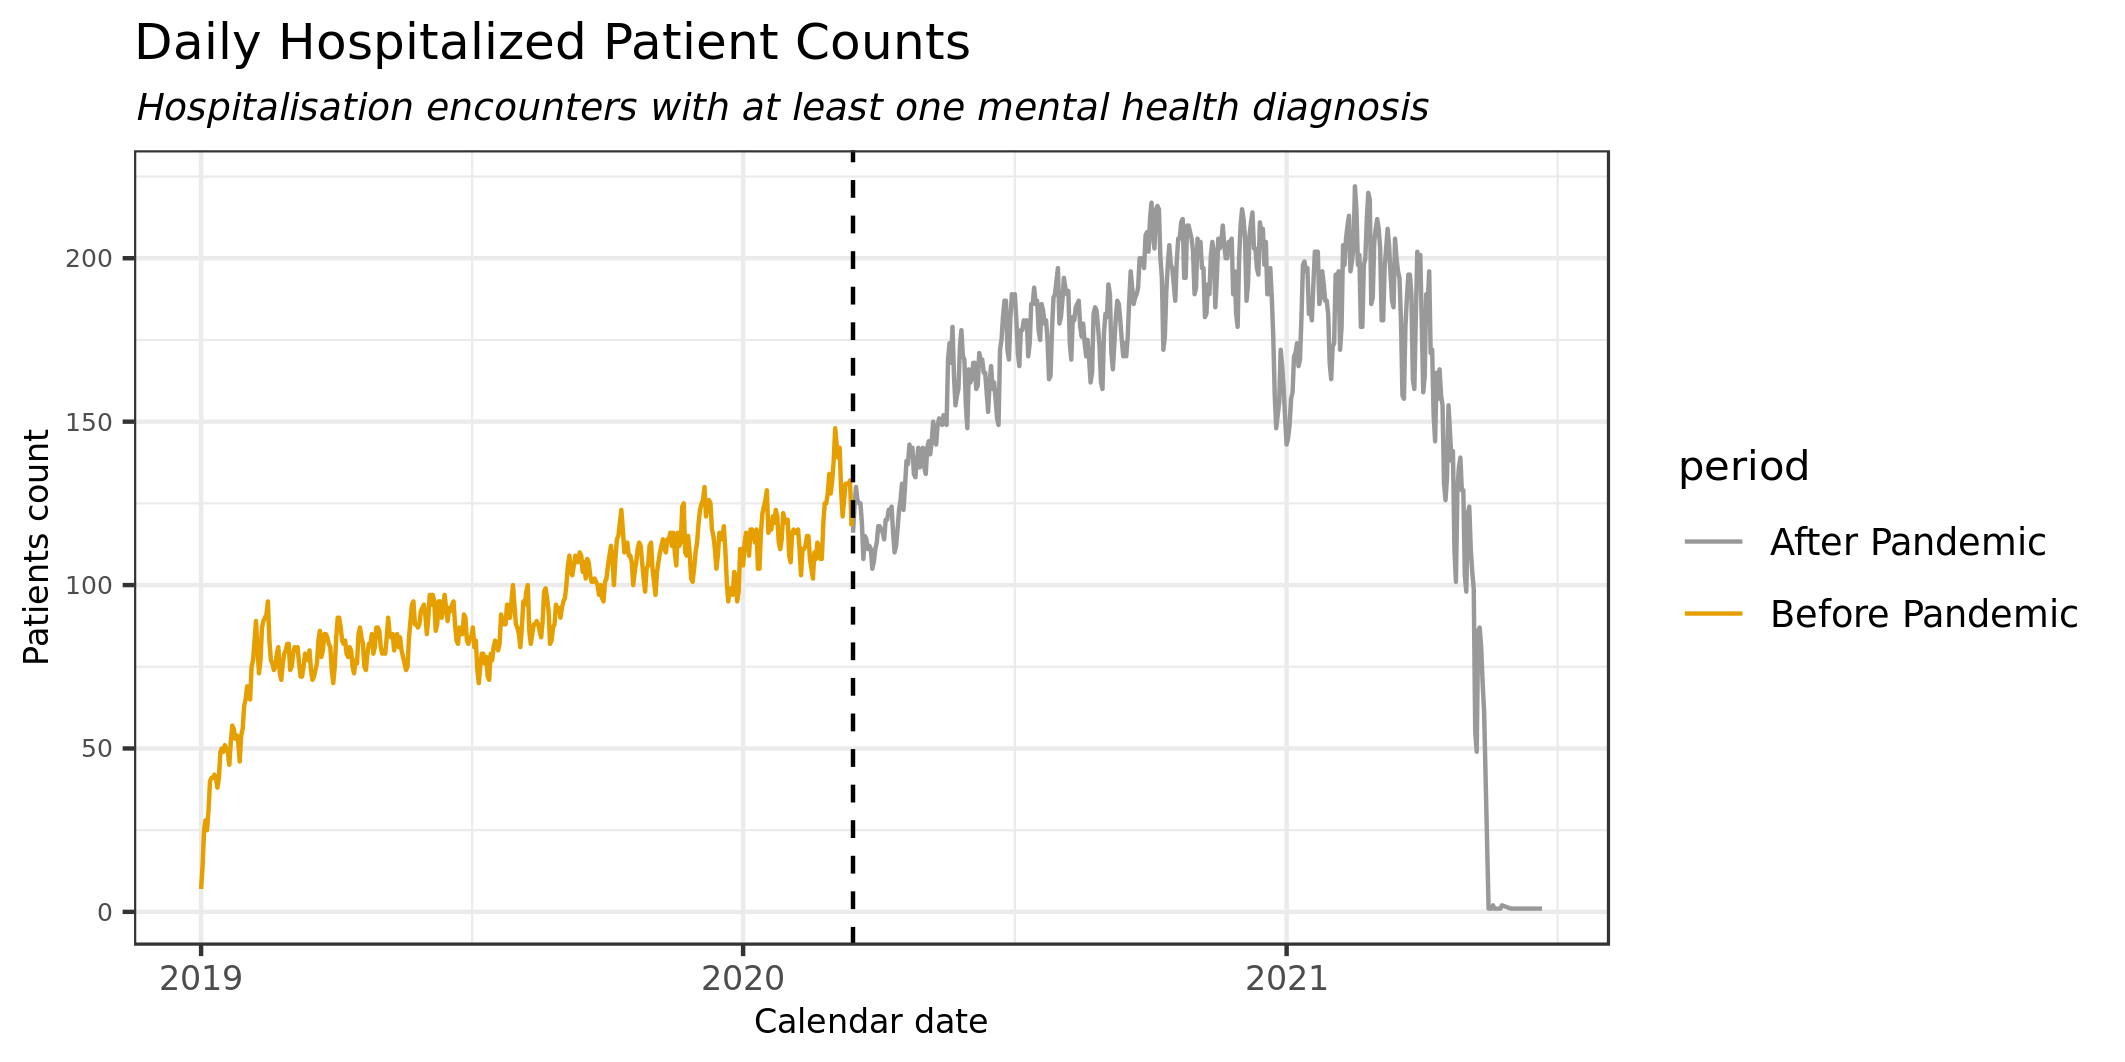 Daily Hospitalized Patient Counts
Hospitalisation encounters with at least one mental health diagnosis
Patients count
200
150
100
50
0
2019
2020
2021
Calendar date
period
After Pandemic
Before Pandemic